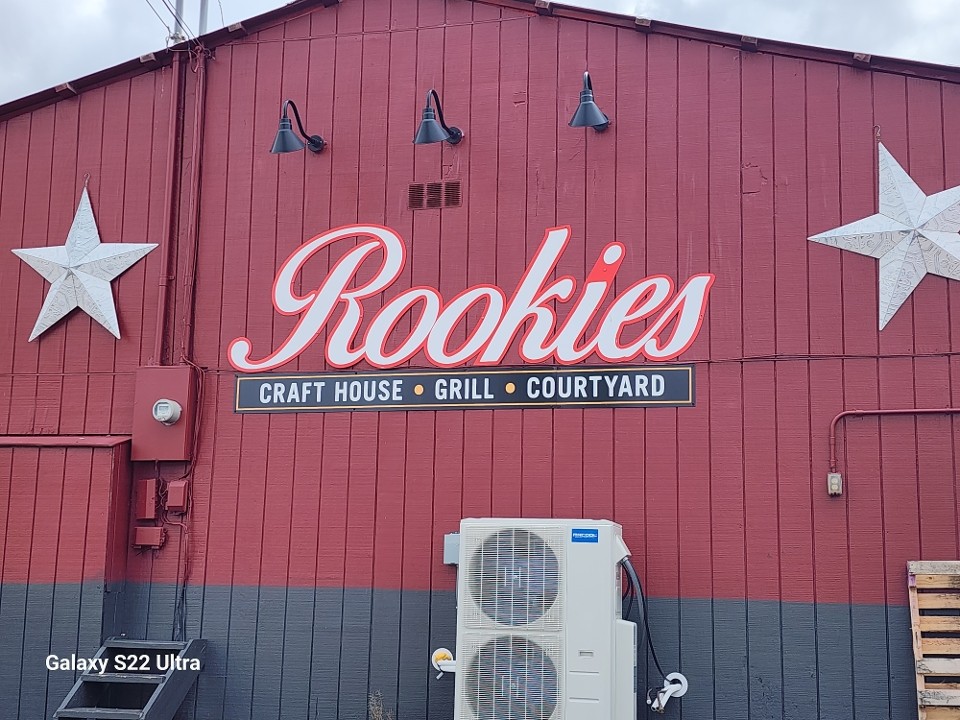 Rookies
CRAFT HOUSE • GRILL • COURTYARD
Galaxy S22 Ultra